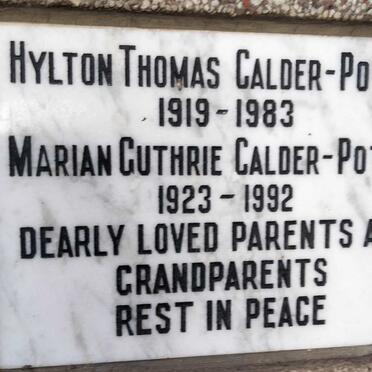 HYLTON THOMAS CALDER-PO
1919-1983
MARIAN GUTHRIE CALDER-PO
1923-1992
DEARLY LOVED PARENTS
GRANDPARENTS
REST IN PEACE